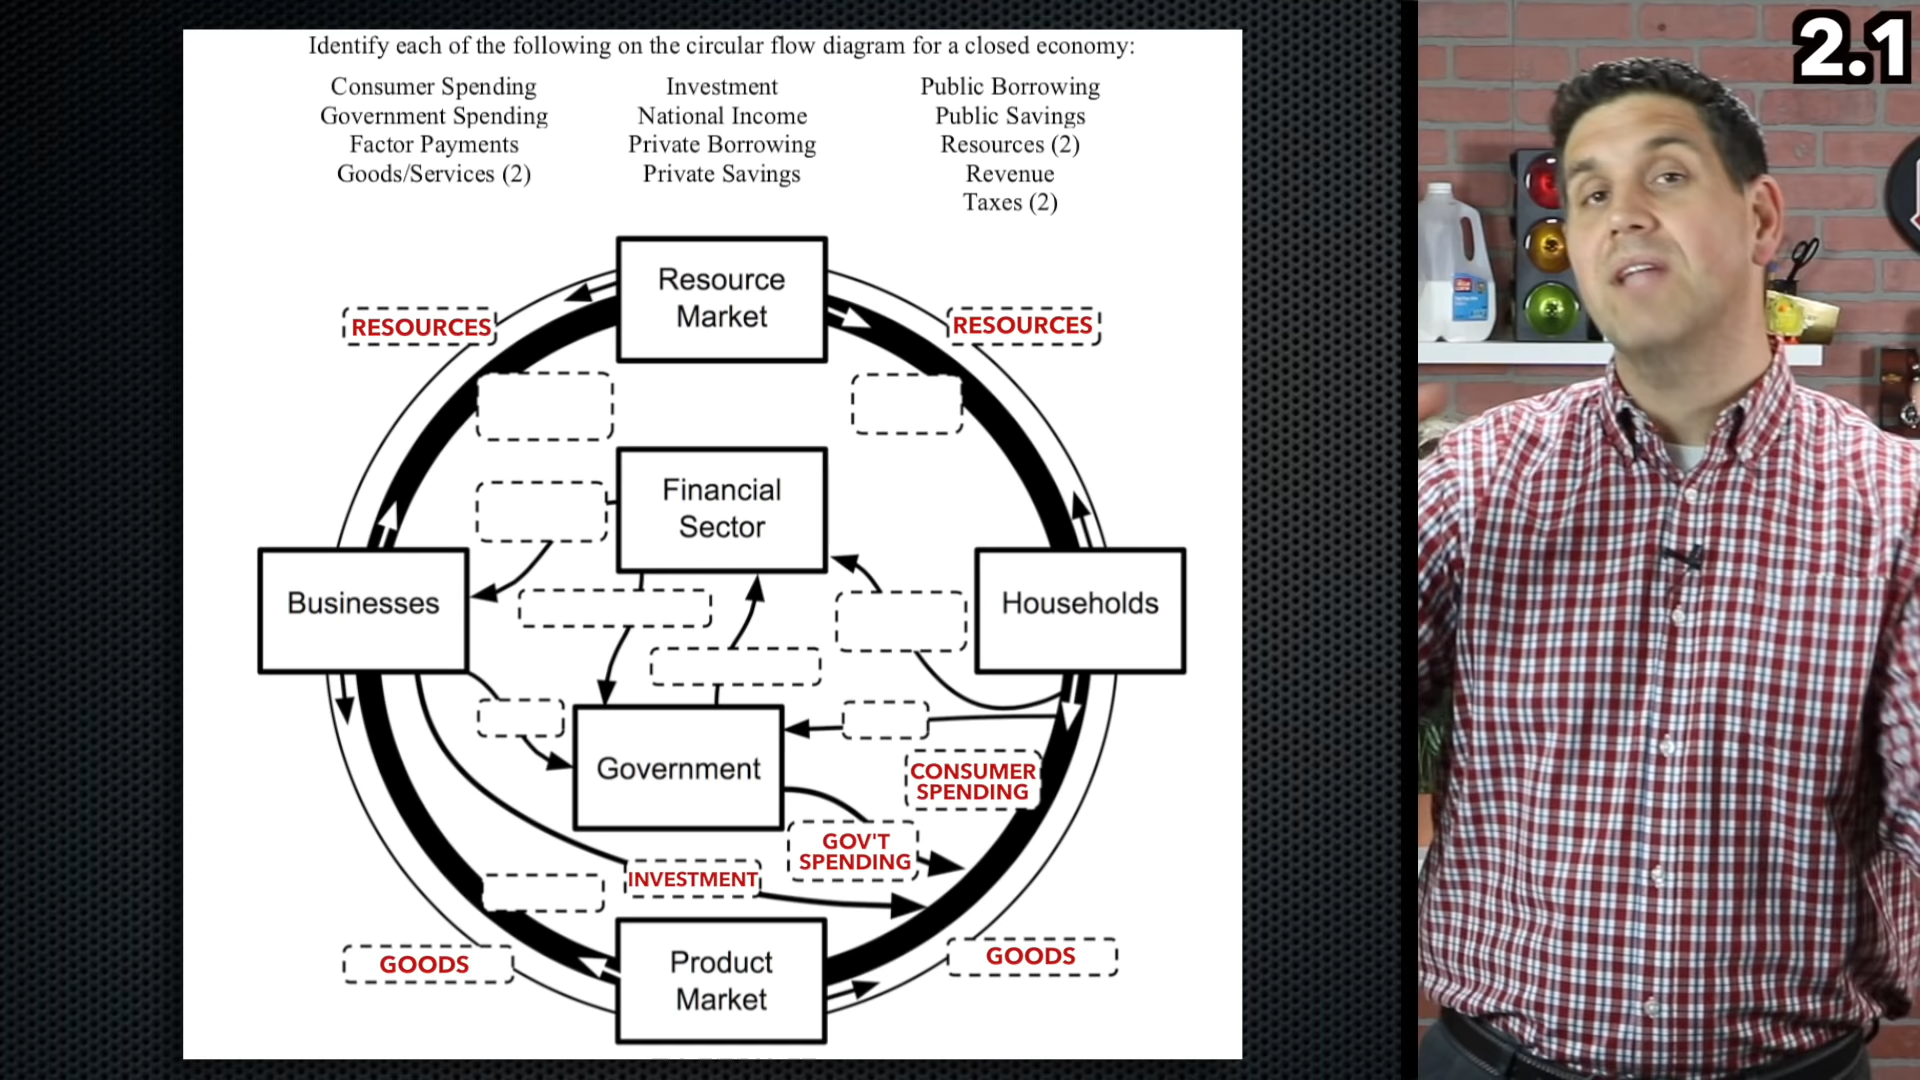 2.1
Identify each of the following on the circular flow diagram for a closed economy:
Consumer Spending
Government Spending
Factor Payments
Goods/Services (2)
Investment
National Income
Private Borrowing
Private Savings
Public Borrowing
Public Savings
Resources (2)
Revenue
Taxes (2)
Resource
Market
RESOURCES
RESOURCES
Financial
Sector
Businesses
Households
Government
CONSUMER
SPENDING
GOV'T
SPENDING
INVESTMENT
GOODS
Product
Market
GOODS